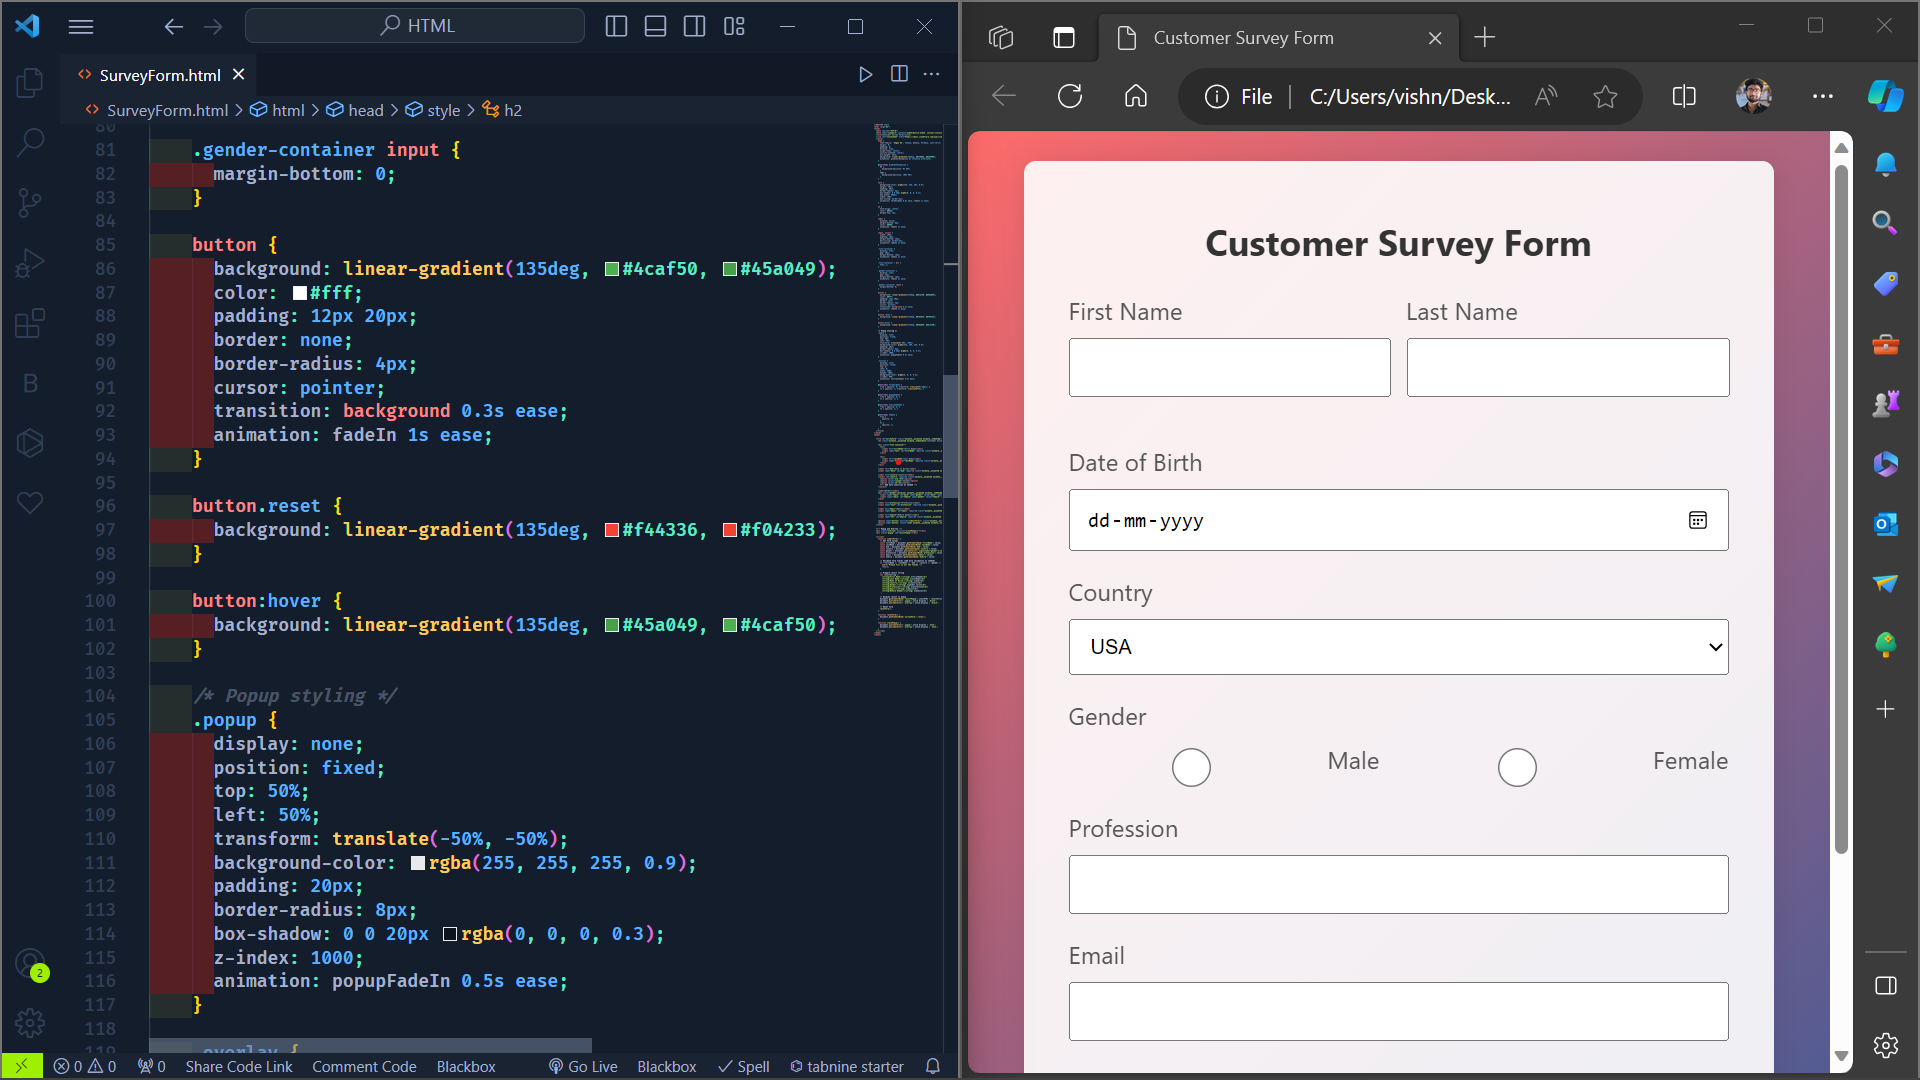 HTML
SurveyForm.html
SurveyForm.html > html > head > style > h2
81 .gender-container input {
82 margin-bottom: 0;
83 }
84
85 button {
86 background: linear-gradient(135deg, #4caf50, #45a049);
87 color: #fff;
88 padding: 12px 20px;
89 border: none;
90 border-radius: 4px;
91 cursor: pointer;
92 transition: background 0.3s ease;
93 animation: fadeIn 1s ease;
94 }
95
96 button.reset {
97 background: linear-gradient(135deg, #f44336, #f04233);
98 }
99
100 button:hover {
101 background: linear-gradient(135deg, #45a049, #4caf50);
102 }
103
104 /* Popup styling */
105 .popup {
106 display: none;
107 position: fixed;
108 top: 50%;
109 left: 50%;
110 transform: translate(-50%, -50%);
111 background-color: rgba(255, 255, 255, 0.9);
112 padding: 20px;
113 border-radius: 8px;
114 box-shadow: 0 0 20px rgba(0, 0, 0, 0.3);
115 z-index: 1000;
116 animation: popupFadeIn 0.5s ease;
117 }
118
119 .overlay {
B
2
0 0 0 Share Code Link Comment Code Blackbox Go Live Blackbox Spell tabnine starter
Customer Survey Form
File C:/Users/vishn/Desk...
Customer Survey Form
First Name Last Name
Date of Birth
dd-mm-yyyy
Country
USA
Gender
Male Female
Profession
Email